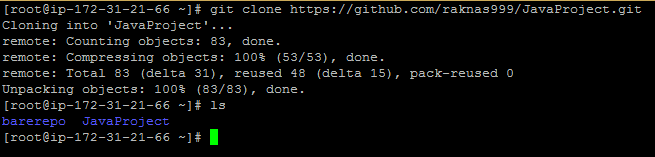 [root@ip-172-31-21-66 ~]# git clone https://github.com/raknas999/JavaProject.git
Cloning into 'JavaProject'...
remote: Counting objects: 83, done.
remote: Compressing objects: 100% (53/53), done.
remote: Total 83 (delta 31), reused 48 (delta 15), pack-reused 0
Unpacking objects: 100% (83/83), done.
[root@ip-172-31-21-66 ~]# ls
barerepo  JavaProject
[root@ip-172-31-21-66 ~]#